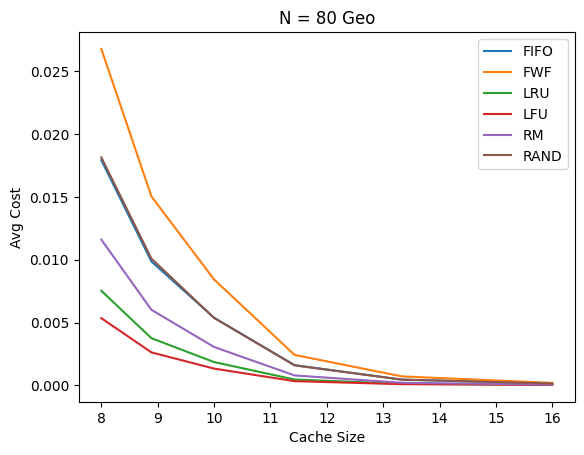 N = 80 Geo
FIFO
FWF
LRU
LFU
RM
RAND
0.025
0.020
0.015
0.010
0.005
0.000
Avg Cost
8 9 10 11 12 13 14 15 16
Cache Size